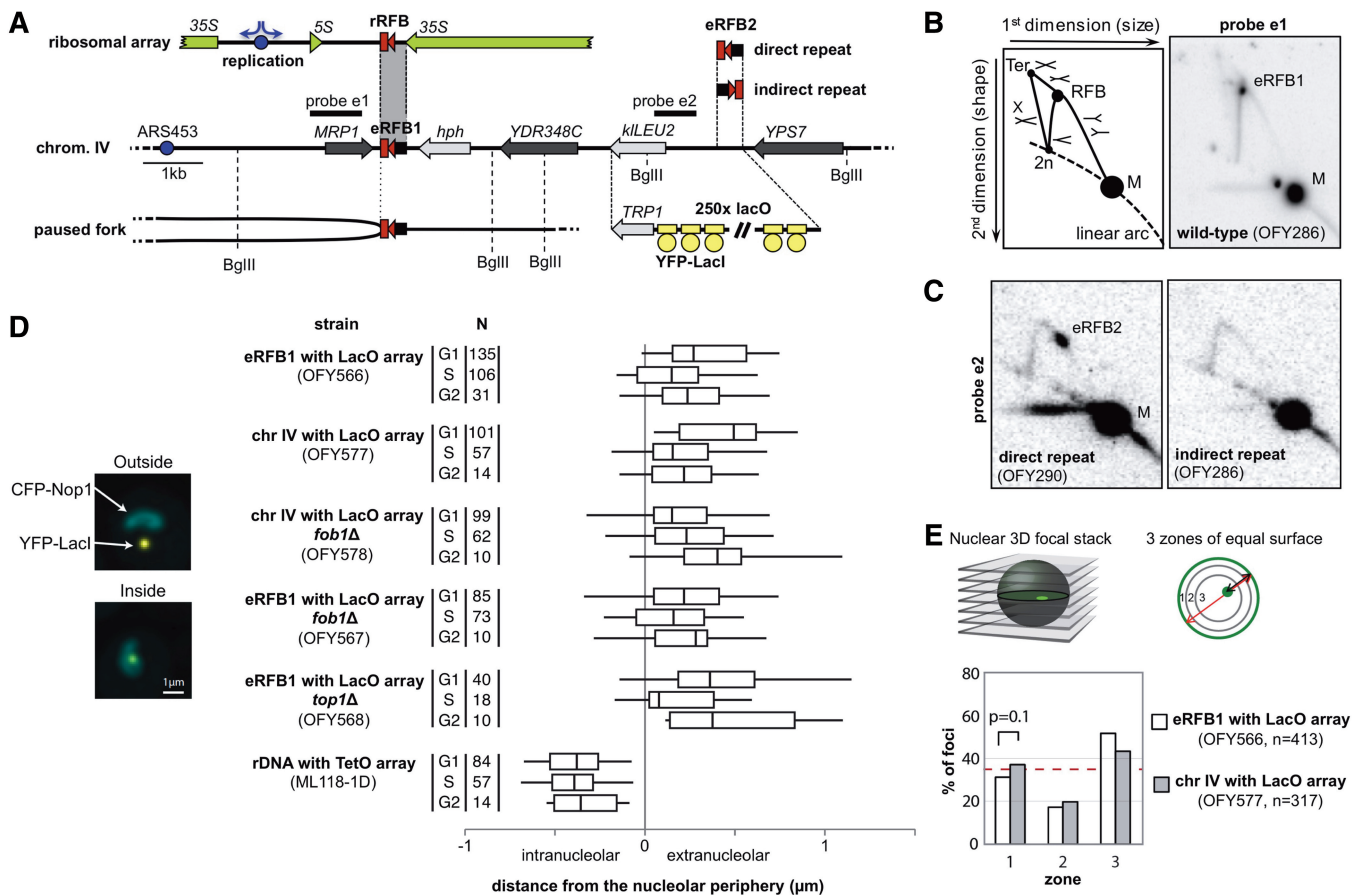 A
35S
5S
rRFB
35S
ribosomal array
replication
eRFB2
direct repeat
indirect repeat
probe e1
probe e2
ARS453
MRP1
eRFB1
hph
YDR348C
klLEU2
YPS7
chrom. IV
1kb
BgIII
BgIII
TRP1
250x lacO
paused fork
BgIII
BgIII
BgIII
YFP-LacI
B
1st dimension (size)
2nd dimension (shape)
Ter
RFB
X
2n
M
linear arc
probe e1
eRFB1
M
wild-type (OFY286)
C
probe e2
eRFB2
M
direct repeat
(OFY290)
indirect repeat
(OFY286)
D
Outside
CFP-Nop1
YFP-LacI
Inside
1µm
strain N
eRFB1 with LacO array
(OFY566)
G1 135
S 106
G2 31
chr IV with LacO array
(OFY577)
G1 101
S 57
G2 14
chr IV with LacO array
fob1Δ
(OFY578)
G1 99
S 62
G2 10
eRFB1 with LacO array
fob1Δ
(OFY567)
G1 85
S 73
G2 10
eRFB1 with LacO array
top1Δ
(OFY568)
G1 40
S 18
G2 10
rDNA with TetO array
(ML118-1D)
G1 84
S 57
G2 14
-1 0 1
intranucleolar extranucleolar
distance from the nucleolar periphery (µm)
E
Nuclear 3D focal stack
3 zones of equal surface
1 2 3
% of foci
80
60
40
20
0
p=0.1
1 2 3
zone
eRFB1 with LacO array
(OFY566, n=413)
chr IV with LacO array
(OFY577, n=317)